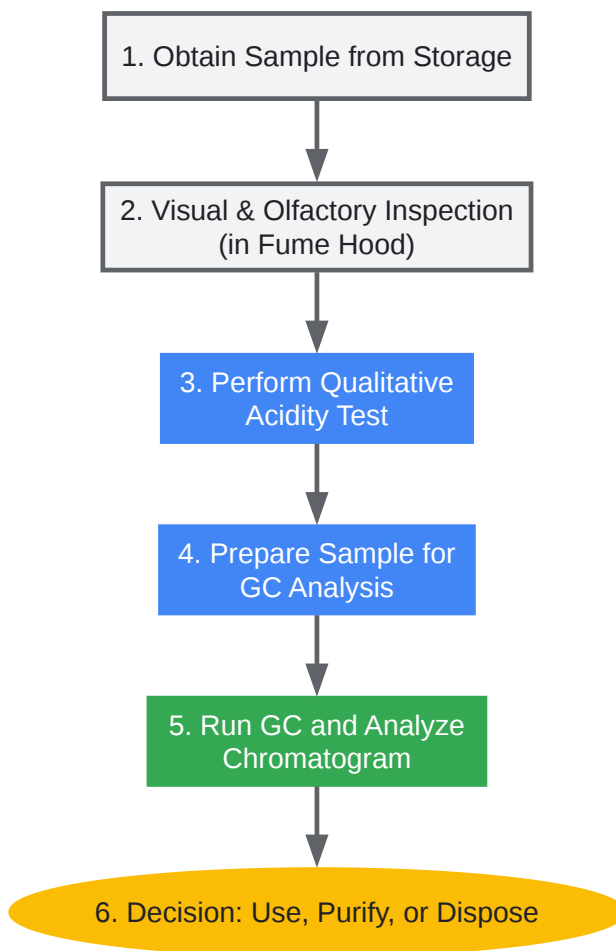 1. Obtain Sample from Storage
2. Visual & Olfactory Inspection
(in Fume Hood)
3. Perform Qualitative
Acidity Test
4. Prepare Sample for
GC Analysis
5. Run GC and Analyze
Chromatogram
6. Decision: Use, Purify, or Dispose